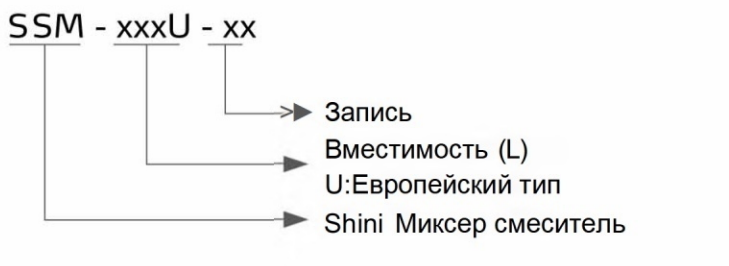 SSM - xxxU - xx
Запись
Вместимость (L)
U:Европейский тип
Shini Миксер смеситель